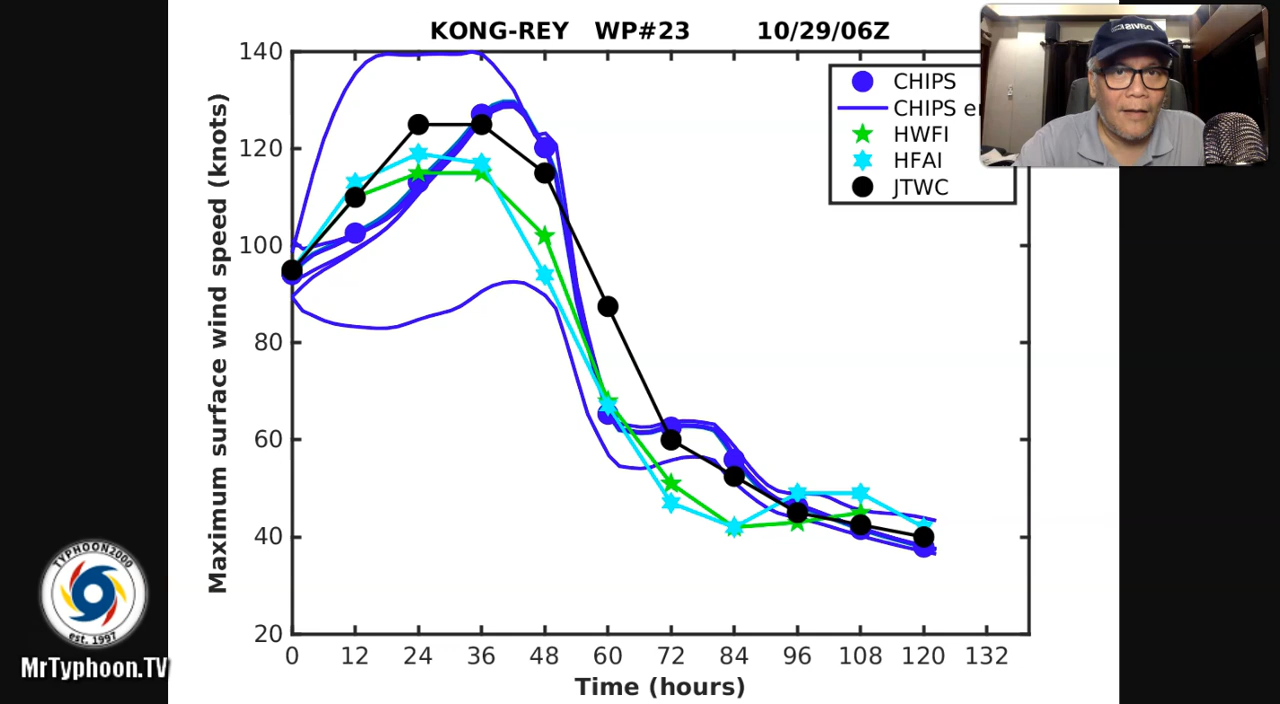 KONG-REY WP#23 10/29/06Z
140
120
100
80
60
40
20
Maximum surface wind speed (knots)
CHIPS
CHIPS e
HWFI
HFAI
JTWC
0 12 24 36 48 60 72 84 96 108 120 132
Time (hours)
TYPHOON2000
est. 1997
MrTyphoon.TV